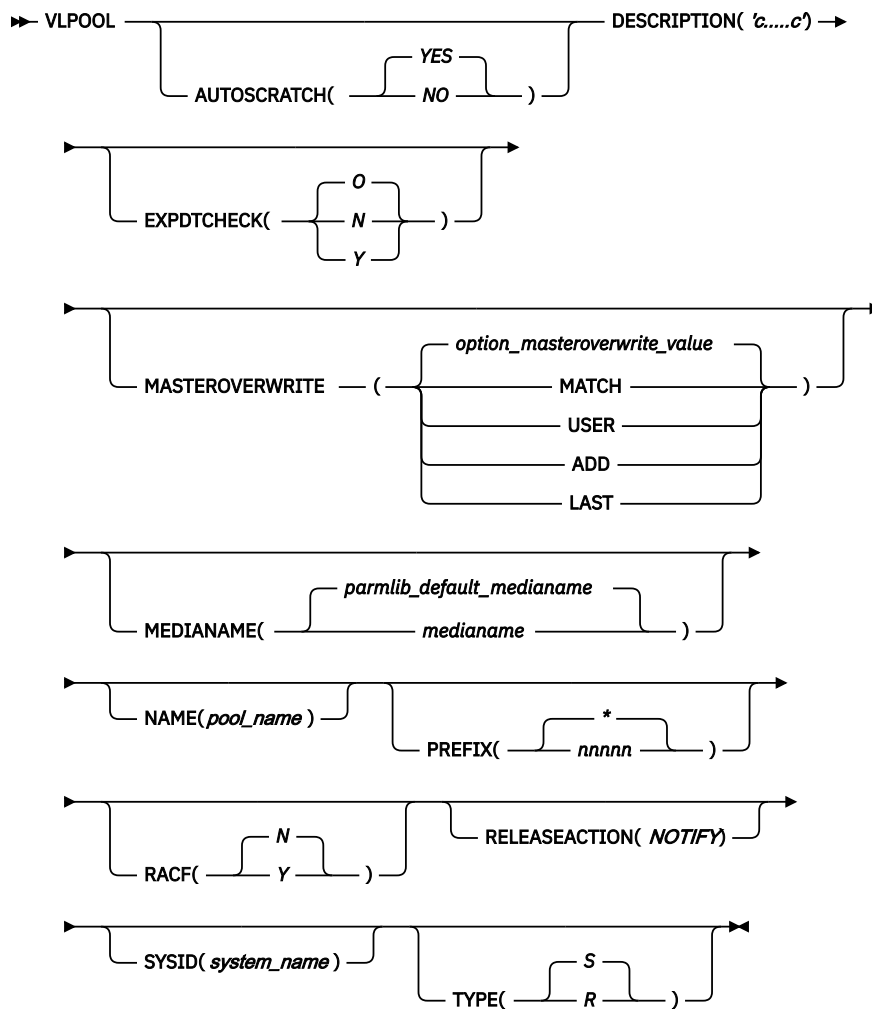 VLPOOL DESCRIPTION( 'c.....c')
YES
AUTOSCRATCH( NO )
O
EXPDTCHECK( N )
Y
option_masteroverwrite_value
MASTEROVERWRITE ( MATCH )
USER
ADD
LAST
parmlib_default_medianame
MEDIANAME( medianame )
NAME( pool_name )
*
PREFIX( nnnnn )
N
RELEASEACTION( NOTIFY)
RACF( Y )
SYSID( system_name )
S
TYPE( R )